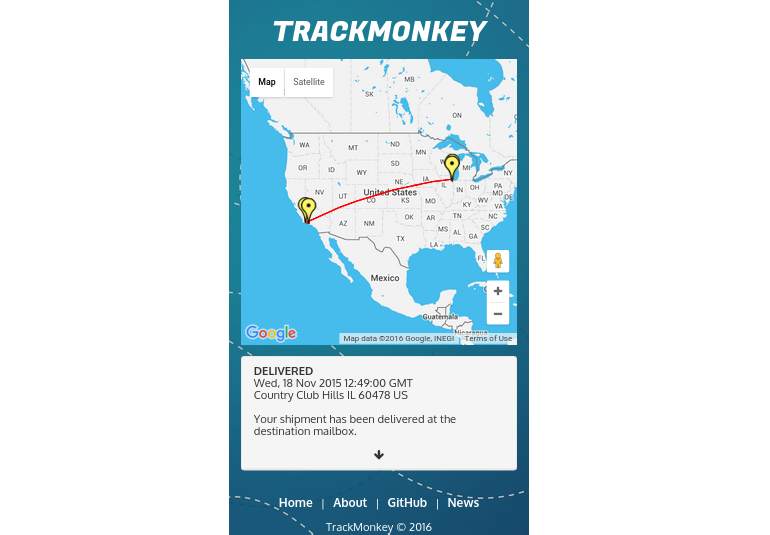 TRACKMONKEY
Map
Satellite
MB
SK
ON
WA
MT
ND
MN
OR
ID
SD
WY
MI
NY
NV
UT
NE
IA
IL
IN
OH
PA
MD
United States
CO
KS
MO
WV
DE
KY
VA
AZ
NM
OK
AR
TN
NC
TX
MS
AL
SC
GA
LA
FL
Mexico
Guatemala
Nicaragua
Google
Map data ©2016 Google, INEGI
Terms of Use
DELIVERED
Wed, 18 Nov 2015 12:49:00 GMT
Country Club Hills IL 60478 US
Your shipment has been delivered at the
destination mailbox.
Home | About | GitHub | News
TrackMonkey © 2016